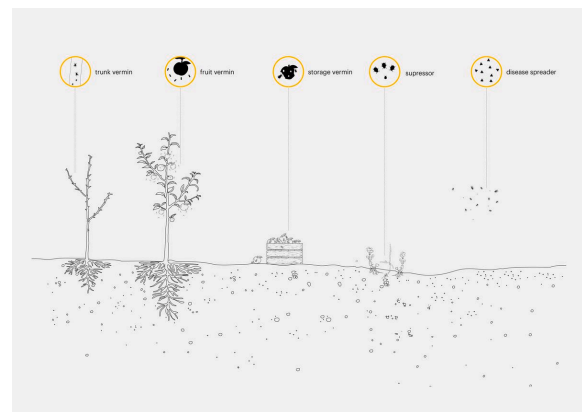 trunk vermin
fruit vermin
storage vermin
supressor
disease spreader